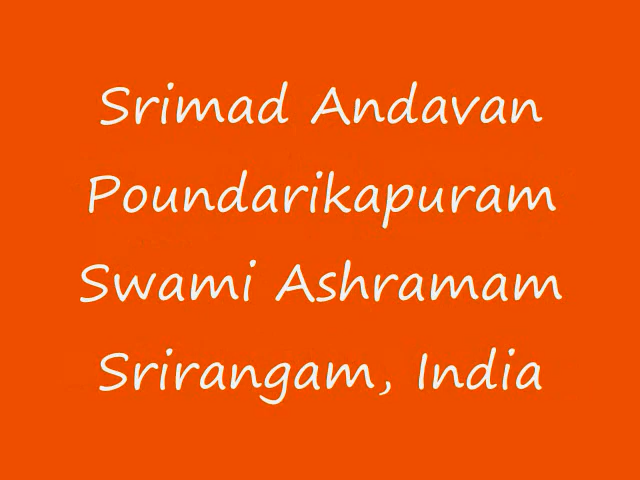 Srimad Andavan
Poundarikapuram
Swami Ashramam
Srirangam, India